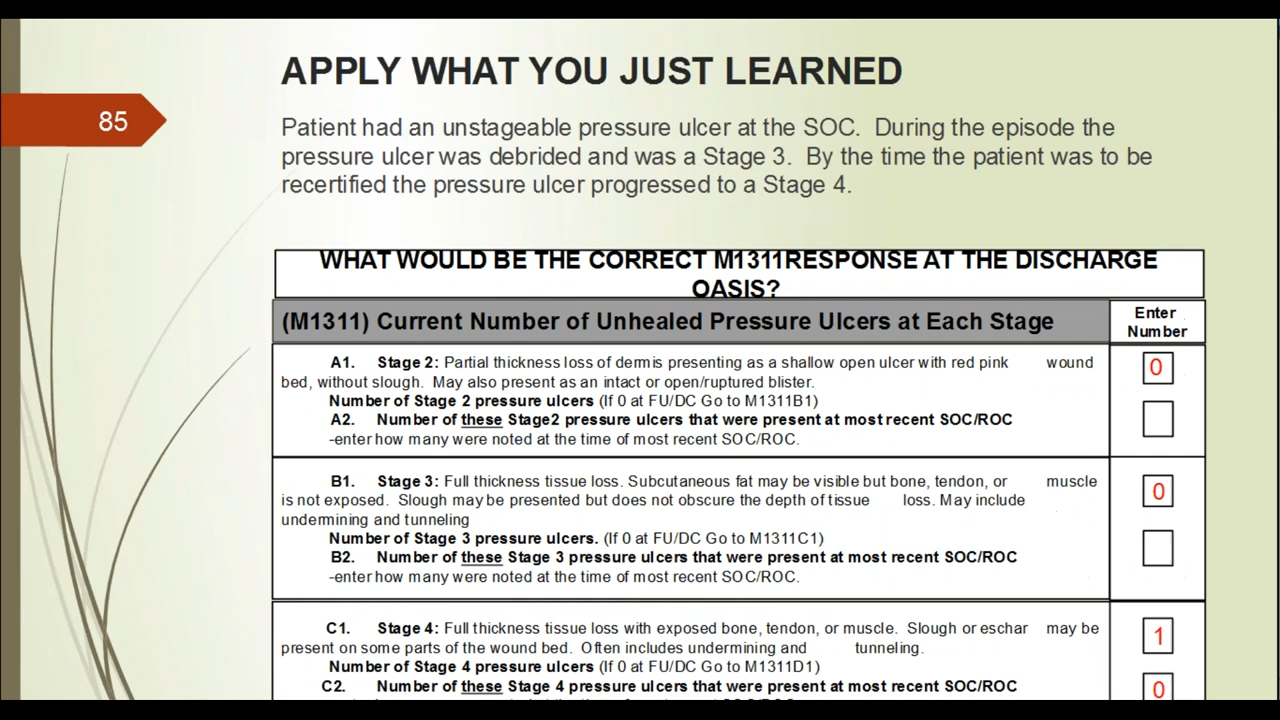 APPLY WHAT YOU JUST LEARNED
85
Patient had an unstageable pressure ulcer at the SOC. During the episode the
pressure ulcer was debrided and was a Stage 3. By the time the patient was to be
recertified the pressure ulcer progressed to a Stage 4.
WHAT WOULD BE THE CORRECT M1311RESPONSE AT THE DISCHARGE
OASIS?
(M1311) Current Number of Unhealed Pressure Ulcers at Each Stage
Enter
Number
A1. Stage 2: Partial thickness loss of dermis presenting as a shallow open ulcer with red pink wound
bed, without slough. May also present as an intact or open/ruptured blister.
0
Number of Stage 2 pressure ulcers (If 0 at FU/DC Go to M1311B1)
A2. Number of these Stage2 pressure ulcers that were present at most recent SOC/ROC
-enter how many were noted at the time of most recent SOC/ROC.
B1. Stage 3: Full thickness tissue loss. Subcutaneous fat may be visible but bone, tendon, or muscle
is not exposed. Slough may be presented but does not obscure the depth of tissue loss. May include
undermining and tunneling
0
Number of Stage 3 pressure ulcers. (If 0 at FU/DC Go to M1311C1)
B2. Number of these Stage 3 pressure ulcers that were present at most recent SOC/ROC
-enter how many were noted at the time of most recent SOC/ROC.
C1. Stage 4: Full thickness tissue loss with exposed bone, tendon, or muscle. Slough or eschar may be
present on some parts of the wound bed. Often includes undermining and tunneling.
1
Number of Stage 4 pressure ulcers (If 0 at FU/DC Go to M1311D1)
C2. Number of these Stage 4 pressure ulcers that were present at most recent SOC/ROC
0